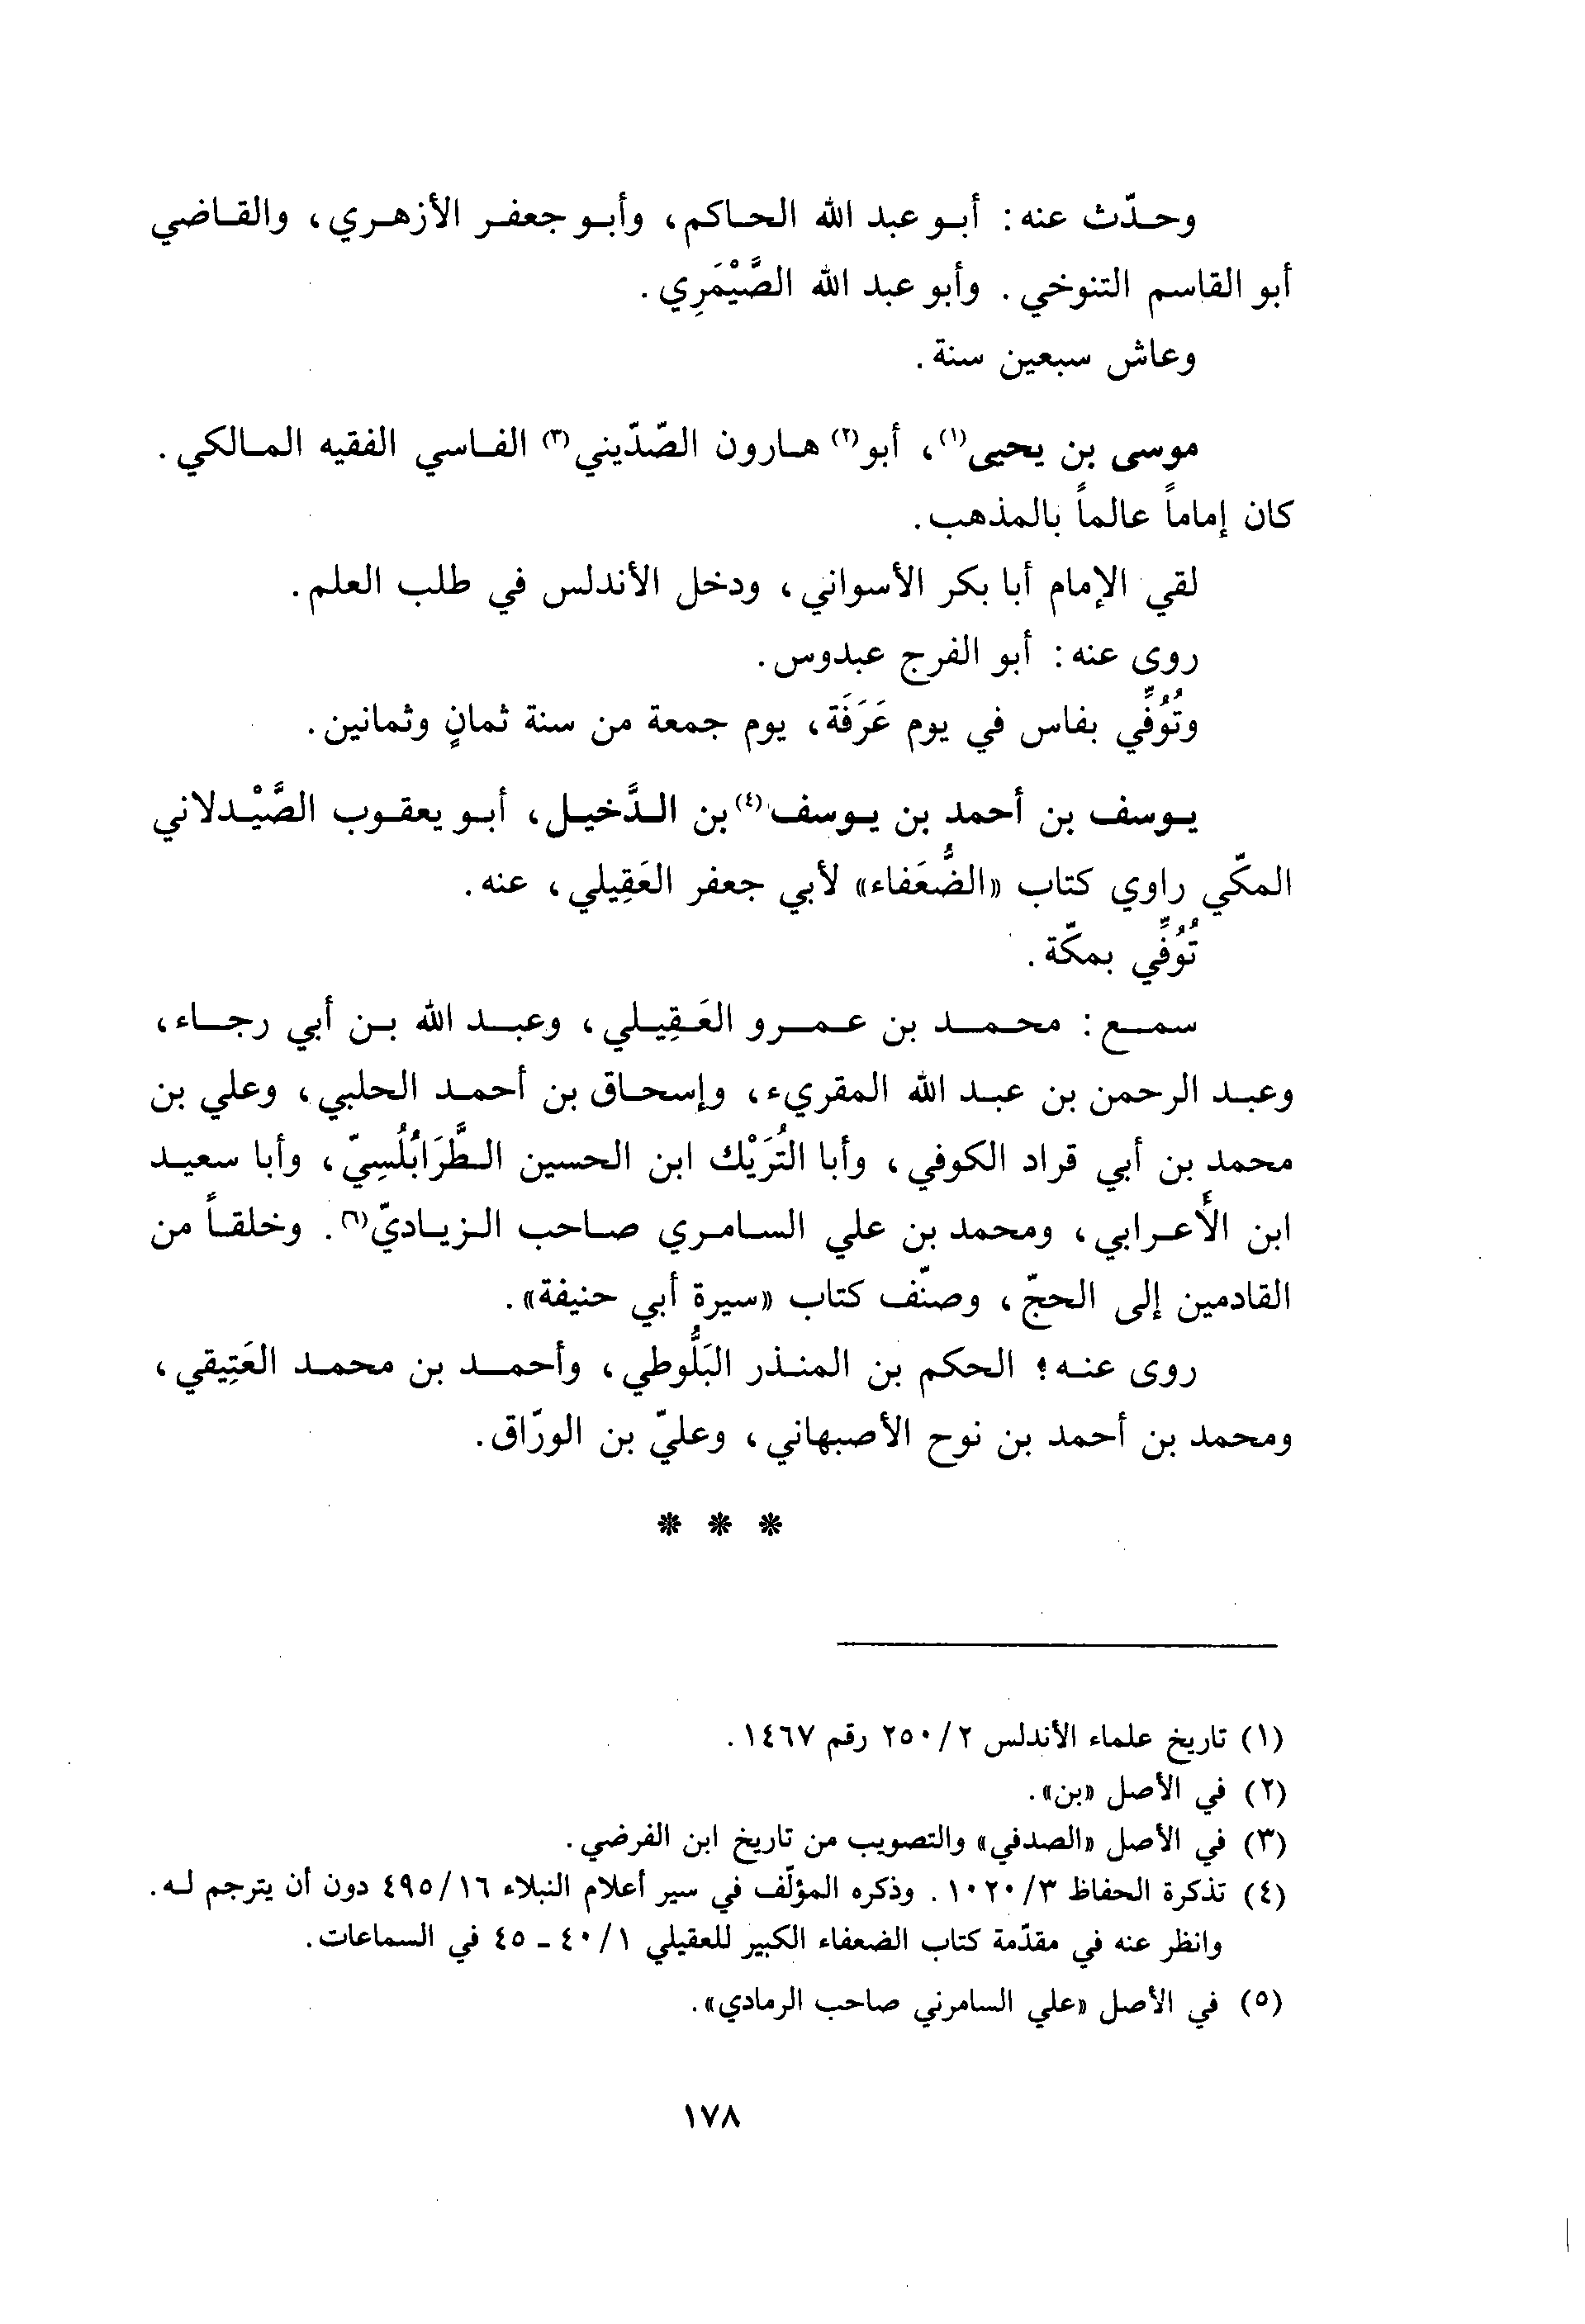 وحدّث عنه: أبو عبد الله الحاكم، وأبو جعفر الأزهري، والقاضي
أبو القاسم التنوخي. وأبو عبد الله الصَّيْمَرِي.
وعاش سبعين سنة.
موسى بن يحيى(١)، أبو(٢) هارون الصّدّيني(٣) الفاسي الفقيه المالكي.
كان إماماً عالماً بالمذهب.
لقي الإمام أبا بكر الأسواني، ودخل الأندلس في طلب العلم.
روى عنه: أبو الفرج عبدوس.
وتُوُفِّي بفاس في يوم عَرَفَة، يوم جمعة من سنة ثمانٍ وثمانين.
يوسف بن أحمد بن يوسف(٤) بن الدَّخيل، أبو يعقوب الصَّيْدلاني
المكّي راوي كتاب «الضُّعَفاء» لأبي جعفر العَقِيلي، عنه.
تُوُفِّي بمكّة.
سمع: محمد بن عمرو العَقِيلي، وعبد الله بن أبي رجاء،
وعبد الرحمن بن عبد الله المقريء، وإسحاق بن أحمد الحلبي، وعلي بن
محمد بن أبي قراد الكوفي، وأبا التُرَيْك ابن الحسين الطَّرَابُلُسِيّ، وأبا سعيد
ابن الأَعرابي، ومحمد بن علي السامري صاحب الزياديّ(٦). وخلقاً من
القادمين إلى الحجّ، وصنّف كتاب «سيرة أبي حنيفة».
روى عنه؛ الحكم بن المنذر البَلُّوطي، وأحمد بن محمد العَتِيقي،
ومحمد بن أحمد بن نوح الأصبهاني، وعليّ بن الورّاق.
* * *
(١) تاريخ علماء الأندلس ٢/ ٢٥٠ رقم ١٤٦٧.
(٢) في الأصل «بن».
(٣) في الأصل «الصدفي» والتصويب من تاريخ ابن الفرضي.
(٤) تذكرة الحفاظ ٣/ ١٠٢٠. وذكره المؤلّف في سير أعلام النبلاء ١٦/ ٤٩٥ دون أن يترجم له.
وانظر عنه في مقدّمة كتاب الضعفاء الكبير للعقيلي ١/ ٤٠ ـ ٤٥ في السماعات.
(٥) في الأصل «علي السامرني صاحب الرمادي».
١٧٨